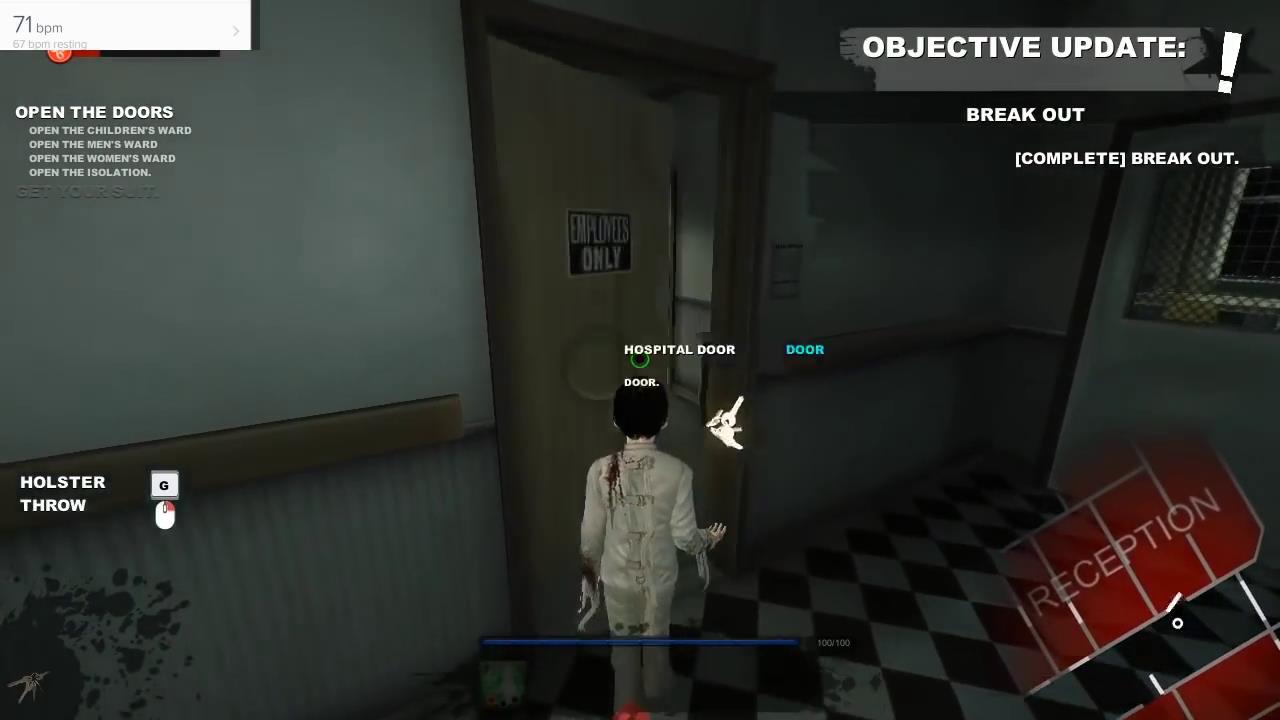 71 bpm
67 bpm resting
OBJECTIVE UPDATE:
BREAK OUT
[COMPLETE] BREAK OUT.
OPEN THE DOORS
OPEN THE CHILDREN'S WARD
OPEN THE MEN'S WARD
OPEN THE WOMEN'S WARD
OPEN THE ISOLATION.
GET YOUR SUIT.
EMPLOYEES
ONLY
HOSPITAL DOOR
DOOR
DOOR.
HOLSTER
G
THROW
RECEPTION
100/100